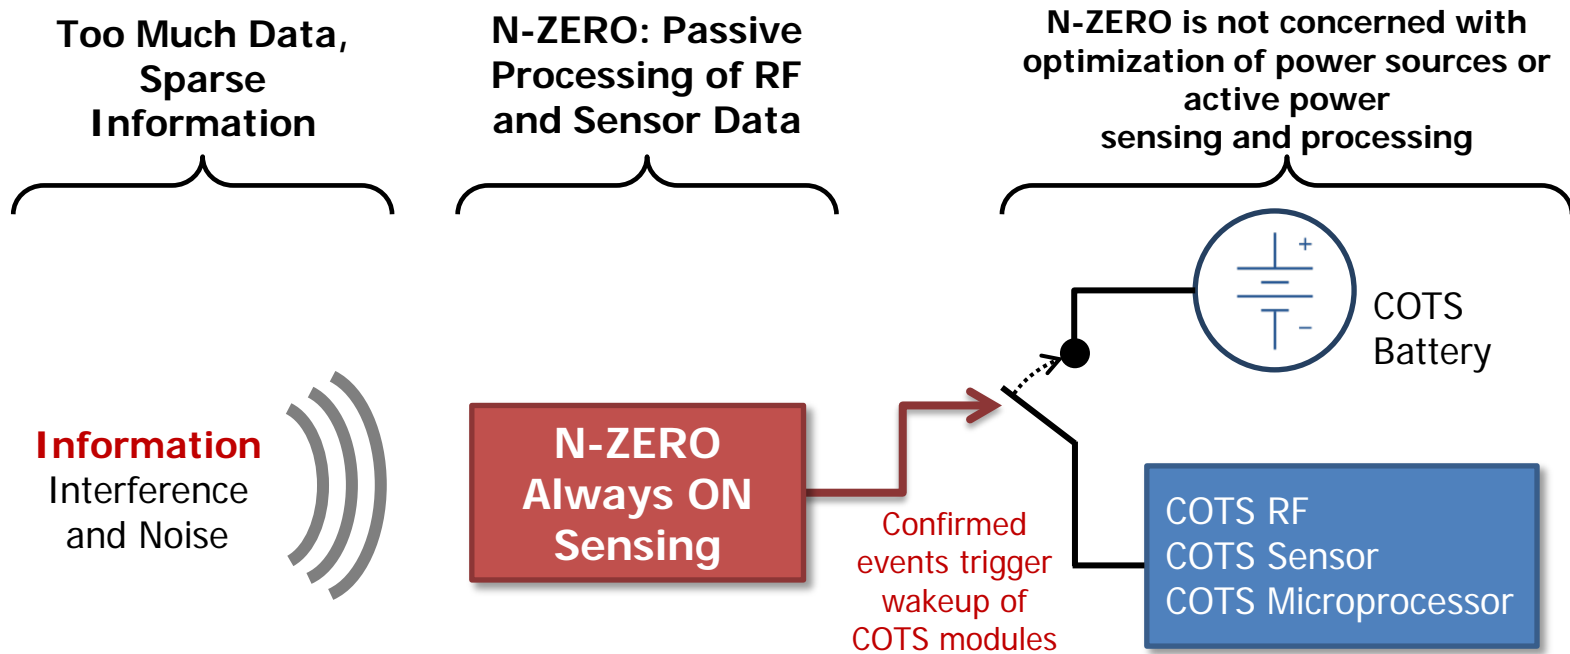 Too Much Data,
Sparse
Information
N-ZERO: Passive
Processing of RF
and Sensor Data
N-ZERO is not concerned with
optimization of power sources or
active power
sensing and processing
+
−
COTS
Battery
Information
Interference
and Noise
N-ZERO
Always ON
Sensing
Confirmed
events trigger
wakeup of
COTS modules
COTS RF
COTS Sensor
COTS Microprocessor